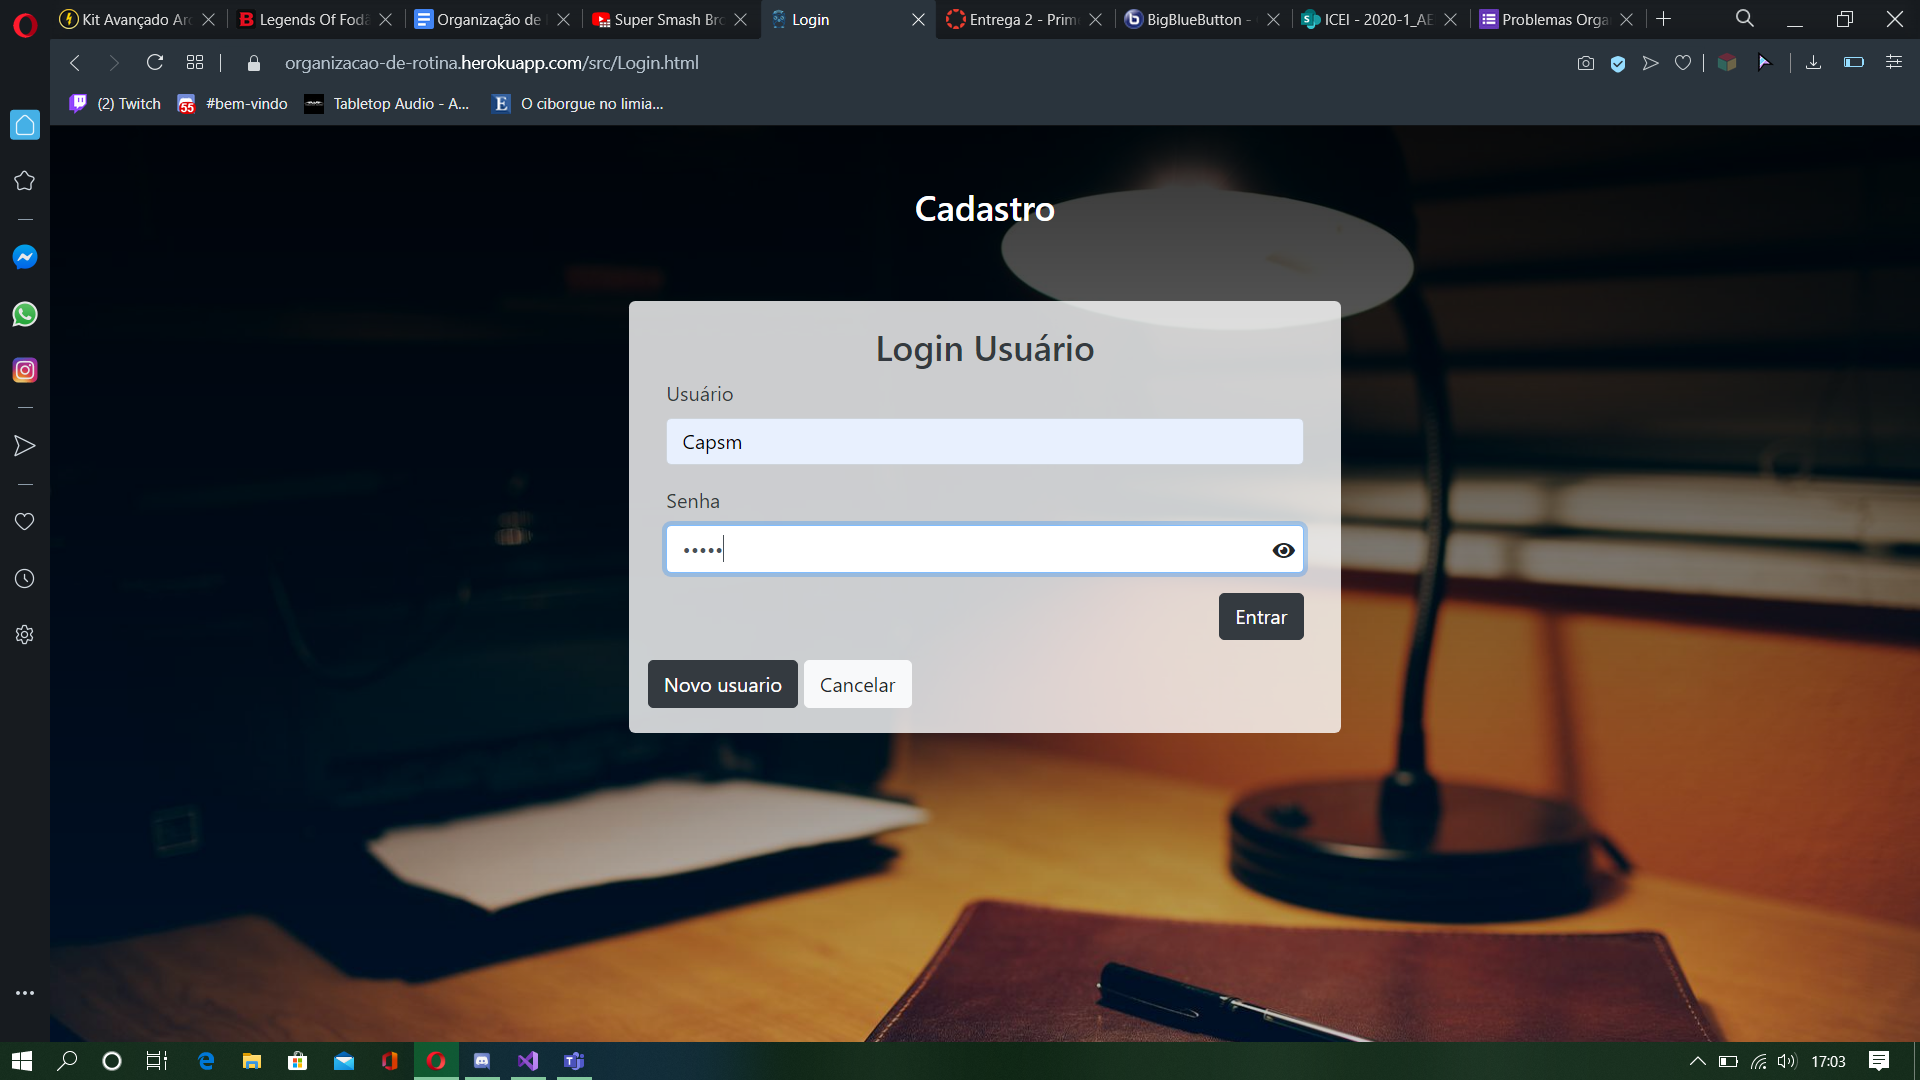 Kit Avançado Ar
Legends Of Fodã
Organização de
Super Smash Bro
Login
Entrega 2 - Prim
BigBlueButton -
ICEI - 2020-1_AE
Problemas Orga
organizacao-de-rotina.herokuapp.com/src/Login.html
(2) Twitch
55
#bem-vindo
Tabletop Audio - A...
E
O ciborgue no limia...
Cadastro
Login Usuário
Usuário
Capsm
Senha
•••••
Entrar
Novo usuario
Cancelar
17:03